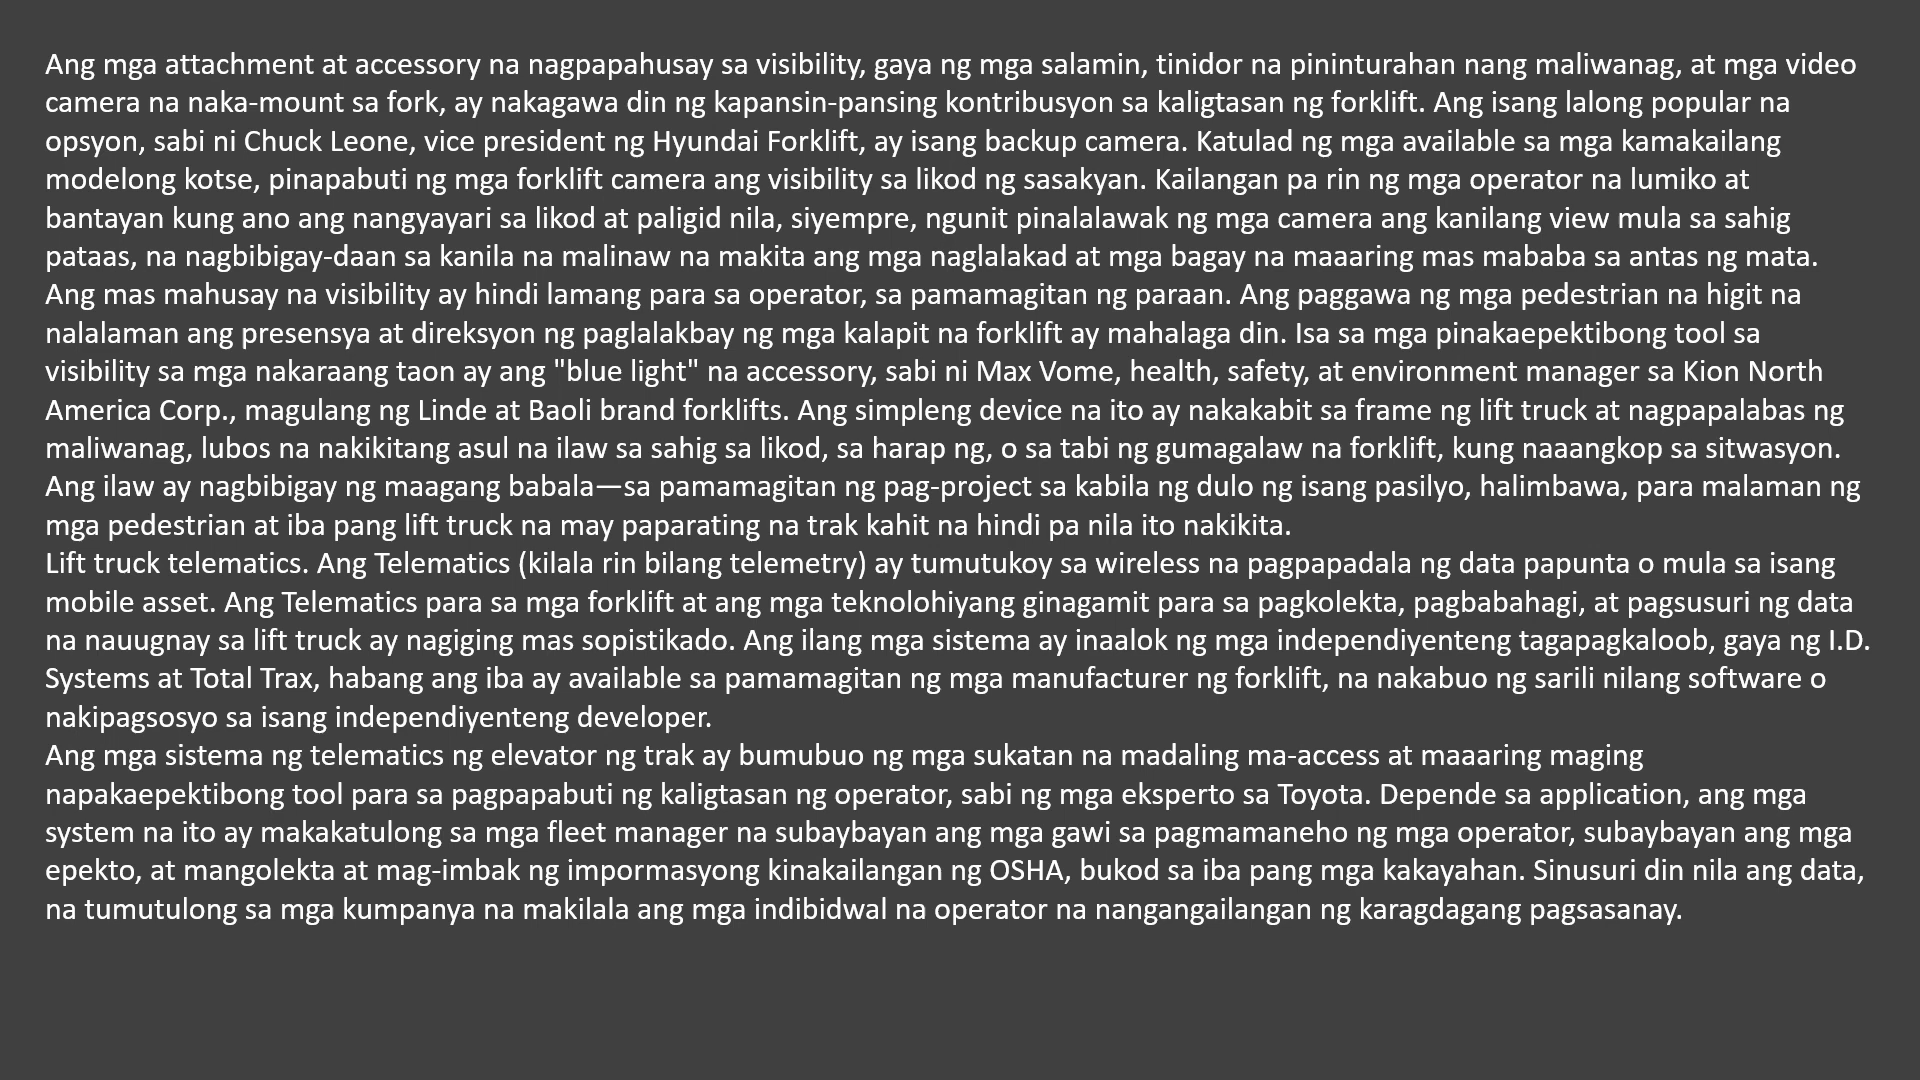 Ang mga attachment at accessory na nagpapahusay sa visibility, gaya ng mga salamin, tinidor na pininturahan nang maliwanag, at mga video
camera na naka-mount sa fork, ay nakagawa din ng kapansin-pansing kontribusyon sa kaligtasan ng forklift. Ang isang lalong popular na
opsyon, sabi ni Chuck Leone, vice president ng Hyundai Forklift, ay isang backup camera. Katulad ng mga available sa mga kamakailang
modelong kotse, pinapabuti ng mga forklift camera ang visibility sa likod ng sasakyan. Kailangan pa rin ng mga operator na lumiko at
bantayan kung ano ang nangyayari sa likod at paligid nila, siyempre, ngunit pinalalawak ng mga camera ang kanilang view mula sa sahig
pataas, na nagbibigay-daan sa kanila na malinaw na makita ang mga naglalakad at mga bagay na maaaring mas mababa sa antas ng mata.
Ang mas mahusay na visibility ay hindi lamang para sa operator, sa pamamagitan ng paraan. Ang paggawa ng mga pedestrian na higit na
nalalaman ang presensya at direksyon ng paglalakbay ng mga kalapit na forklift ay mahalaga din. Isa sa mga pinakaepektibong tool sa
visibility sa mga nakaraang taon ay ang "blue light" na accessory, sabi ni Max Vome, health, safety, at environment manager sa Kion North
America Corp., magulang ng Linde at Baoli brand forklifts. Ang simpleng device na ito ay nakakabit sa frame ng lift truck at nagpapalabas ng
maliwanag, lubos na nakikitang asul na ilaw sa sahig sa likod, sa harap ng, o sa tabi ng gumagalaw na forklift, kung naaangkop sa sitwasyon.
Ang ilaw ay nagbibigay ng maagang babala—sa pamamagitan ng pag-project sa kabila ng dulo ng isang pasilyo, halimbawa, para malaman ng
mga pedestrian at iba pang lift truck na may paparating na trak kahit na hindi pa nila ito nakikita.
Lift truck telematics. Ang Telematics (kilala rin bilang telemetry) ay tumutukoy sa wireless na pagpapadala ng data papunta o mula sa isang
mobile asset. Ang Telematics para sa mga forklift at ang mga teknolohiyang ginagamit para sa pagkolekta, pagbabahagi, at pagsusuri ng data
na nauugnay sa lift truck ay nagiging mas sopistikado. Ang ilang mga sistema ay inaalok ng mga independiyenteng tagapagkaloob, gaya ng I.D.
Systems at Total Trax, habang ang iba ay available sa pamamagitan ng mga manufacturer ng forklift, na nakabuo ng sarili nilang software o
nakipagsosyo sa isang independiyenteng developer.
Ang mga sistema ng telematics ng elevator ng trak ay bumubuo ng mga sukatan na madaling ma-access at maaaring maging
napakaepektibong tool para sa pagpapabuti ng kaligtasan ng operator, sabi ng mga eksperto sa Toyota. Depende sa application, ang mga
system na ito ay makakatulong sa mga fleet manager na subaybayan ang mga gawi sa pagmamaneho ng mga operator, subaybayan ang mga
epekto, at mangolekta at mag-imbak ng impormasyong kinakailangan ng OSHA, bukod sa iba pang mga kakayahan. Sinusuri din nila ang data,
na tumutulong sa mga kumpanya na makilala ang mga indibidwal na operator na nangangailangan ng karagdagang pagsasanay.